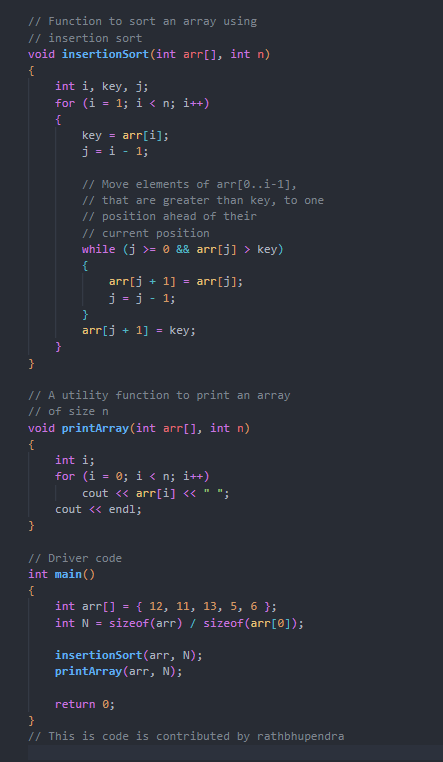 // Function to sort an array using
// insertion sort
void insertionSort(int arr[], int n)
{
    int i, key, j;
    for (i = 1; i < n; i++)
    {
        key = arr[i];
        j = i - 1;

        // Move elements of arr[0..i-1],
        // that are greater than key, to one
        // position ahead of their
        // current position
        while (j >= 0 && arr[j] > key)
        {
            arr[j + 1] = arr[j];
            j = j - 1;
        }
        arr[j + 1] = key;
    }
}

// A utility function to print an array
// of size n
void printArray(int arr[], int n)
{
    int i;
    for (i = 0; i < n; i++)
        cout << arr[i] << " ";
    cout << endl;
}

// Driver code
int main()
{
    int arr[] = { 12, 11, 13, 5, 6 };
    int N = sizeof(arr) / sizeof(arr[0]);

    insertionSort(arr, N);
    printArray(arr, N);

    return 0;
}
// This is code is contributed by rathbhupendra